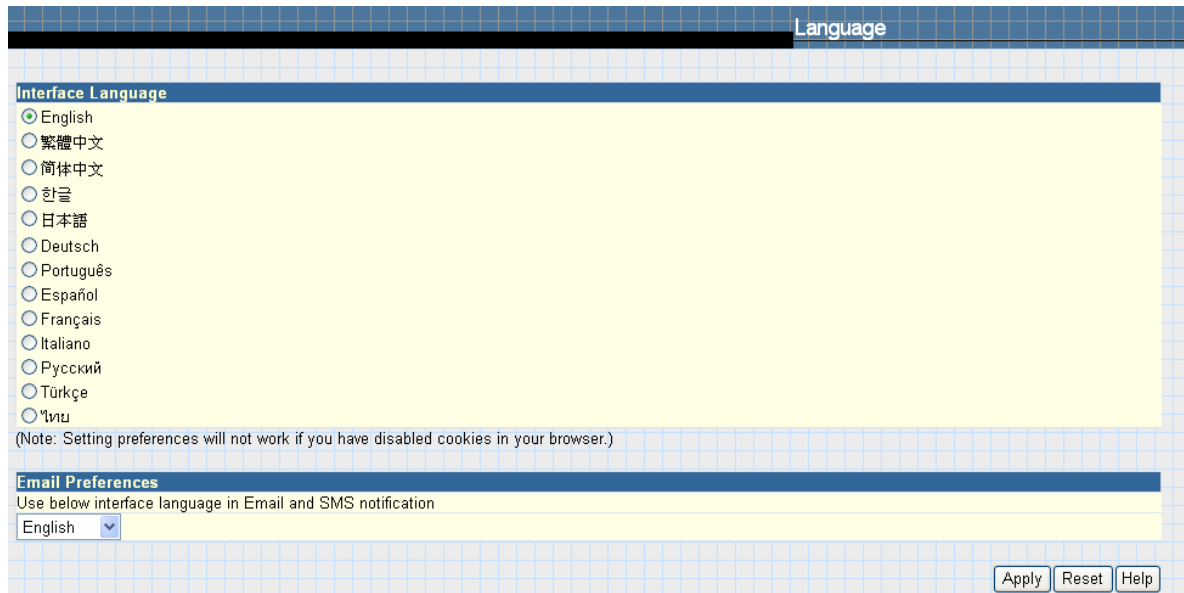 Language
Interface Language
English
繁體中文
简体中文
한글
日本語
Deutsch
Português
Español
Français
Italiano
Русский
Türkçe
ไทย
(Note: Setting preferences will not work if you have disabled cookies in your browser.)
Email Preferences
Use below interface language in Email and SMS notification
English
Apply Reset Help